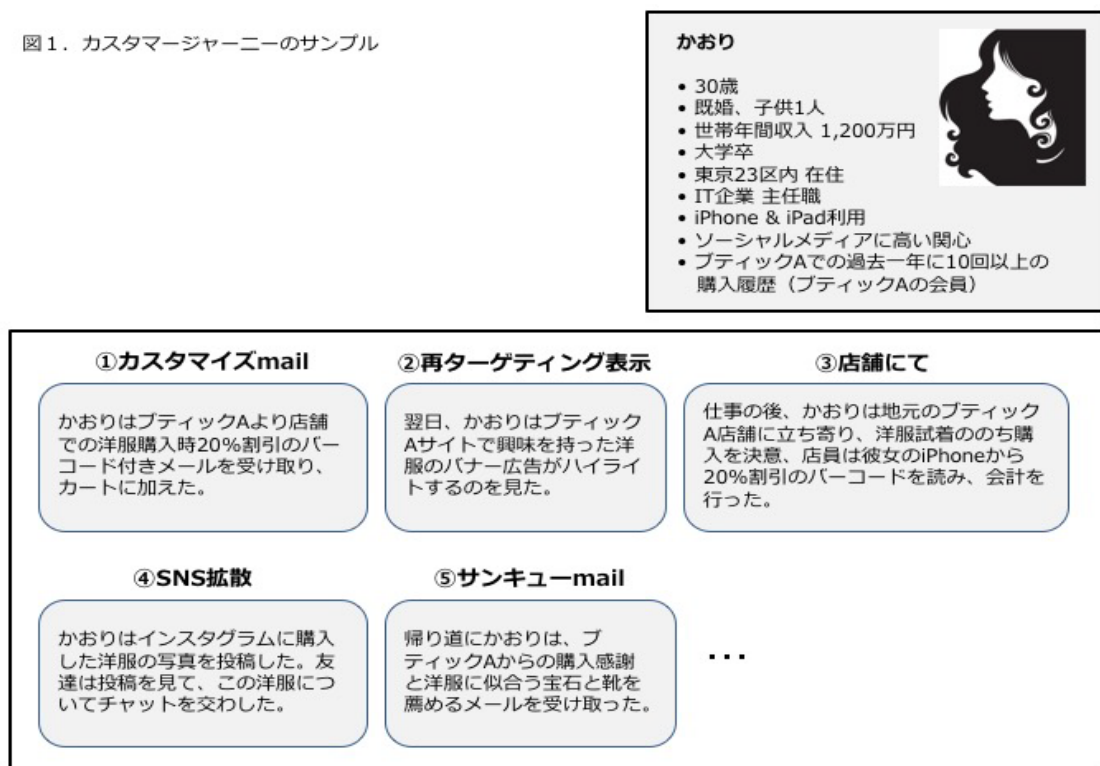 図１．カスタマージャーニーのサンプル
かおり
• 30歳
• 既婚、子供1人
• 世帯年間収入 1,200万円
• 大学卒
• 東京23区内 在住
• IT企業 主任職
• iPhone & iPad利用
• ソーシャルメディアに高い関心
• ブティックAでの過去一年に10回以上の
購入履歴（ブティックAの会員）
①カスタマイズmail
かおりはブティックAより店舗
での洋服購入時20%割引のバー
コード付きメールを受け取り、
カートに加えた。
②再ターゲティング表示
翌日、かおりはブティック
Aサイトで興味を持った洋
服のバナー広告がハイライ
トするのを見た。
③店舗にて
仕事の後、かおりは地元のブティック
A店舗に立ち寄り、洋服試着ののち購
入を決意、店員は彼女のiPhoneから
20%割引のバーコードを読み、会計を
行った。
④SNS拡散
かおりはインスタグラムに購入
した洋服の写真を投稿した。友
達は投稿を見て、この洋服につ
いてチャットを交わした。
⑤サンキューmail
帰り道にかおりは、ブ
ティックAからの購入感謝
と洋服に似合う宝石と靴を
薦めるメールを受け取った。
…